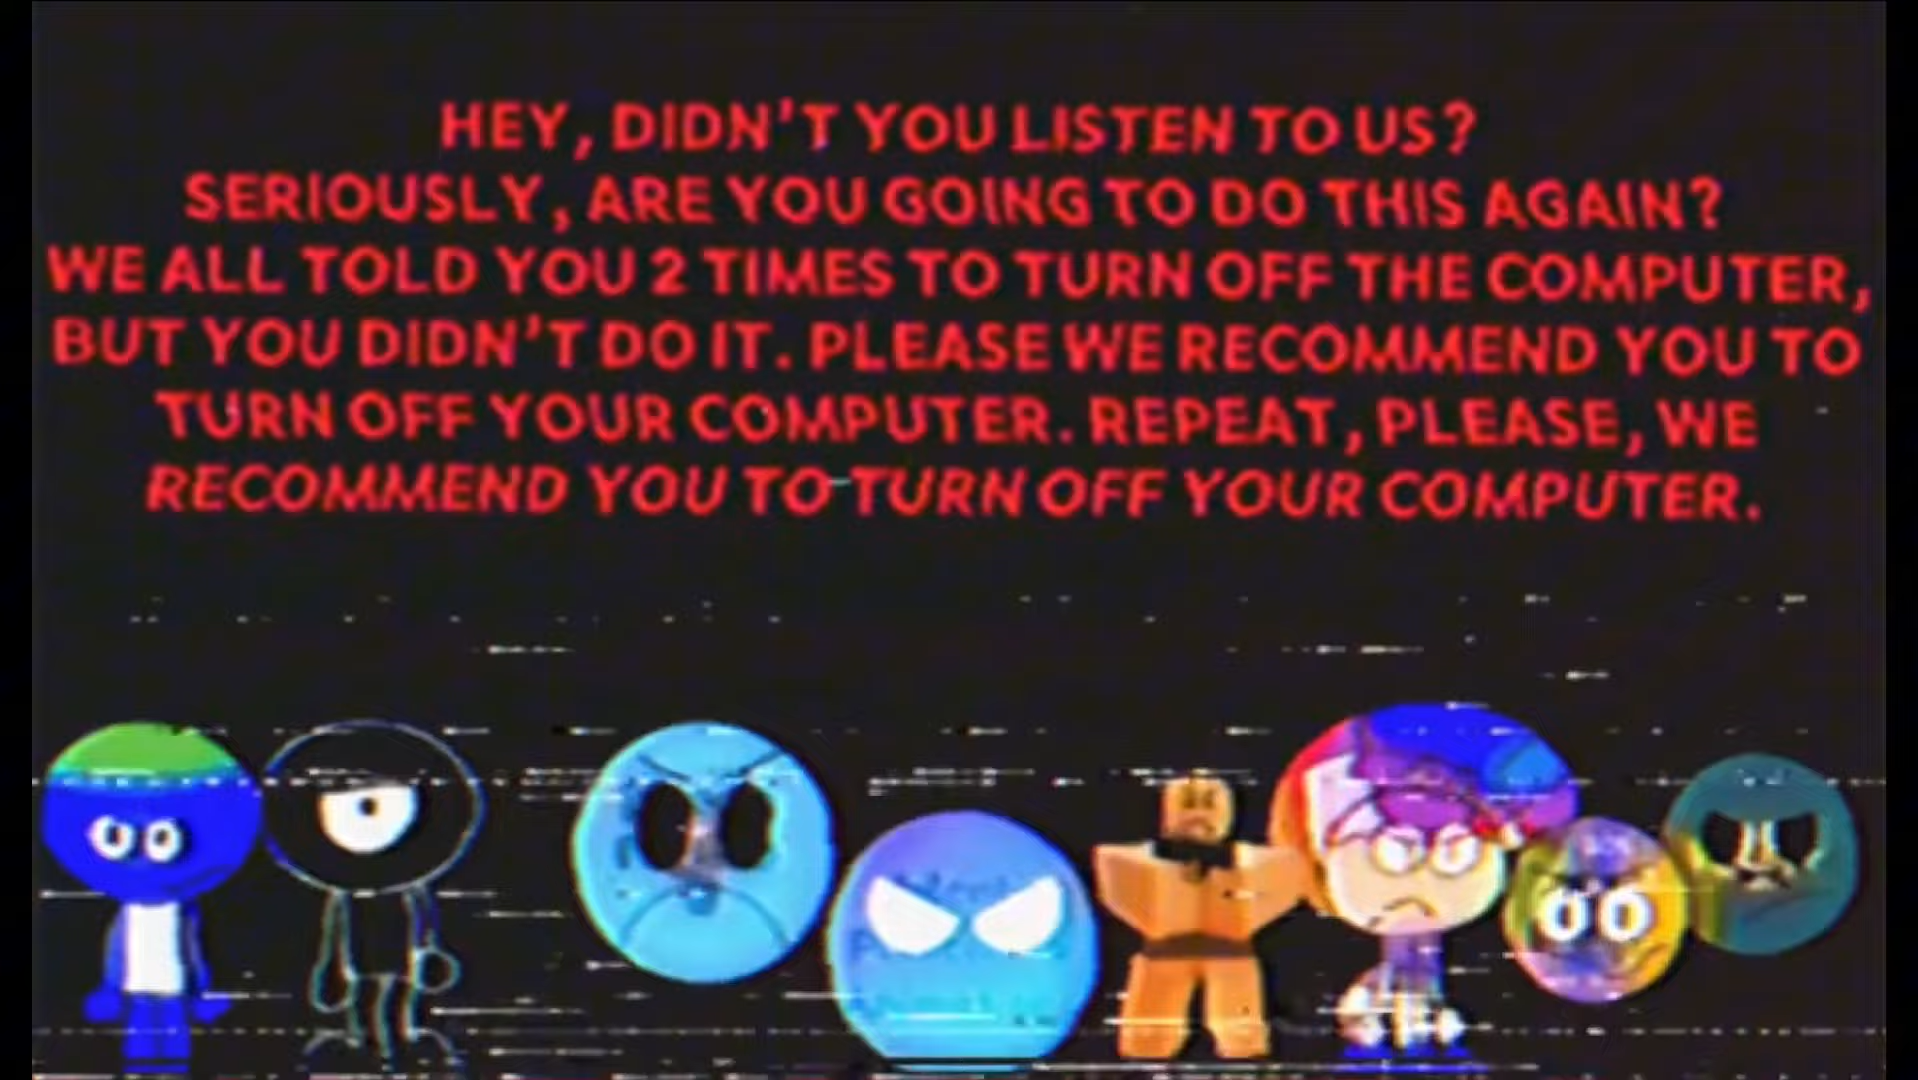 HEY, DIDN'T YOU LISTEN TO US?
SERIOUSLY, ARE YOU GOING TO DO THIS AGAIN?
WE ALL TOLD YOU 2 TIMES TO TURN OFF THE COMPUTER,
BUT YOU DIDN'T DO IT. PLEASE WE RECOMMEND YOU TO
TURN OFF YOUR COMPUTER. REPEAT, PLEASE, WE
RECOMMEND YOU TO TURN OFF YOUR COMPUTER.